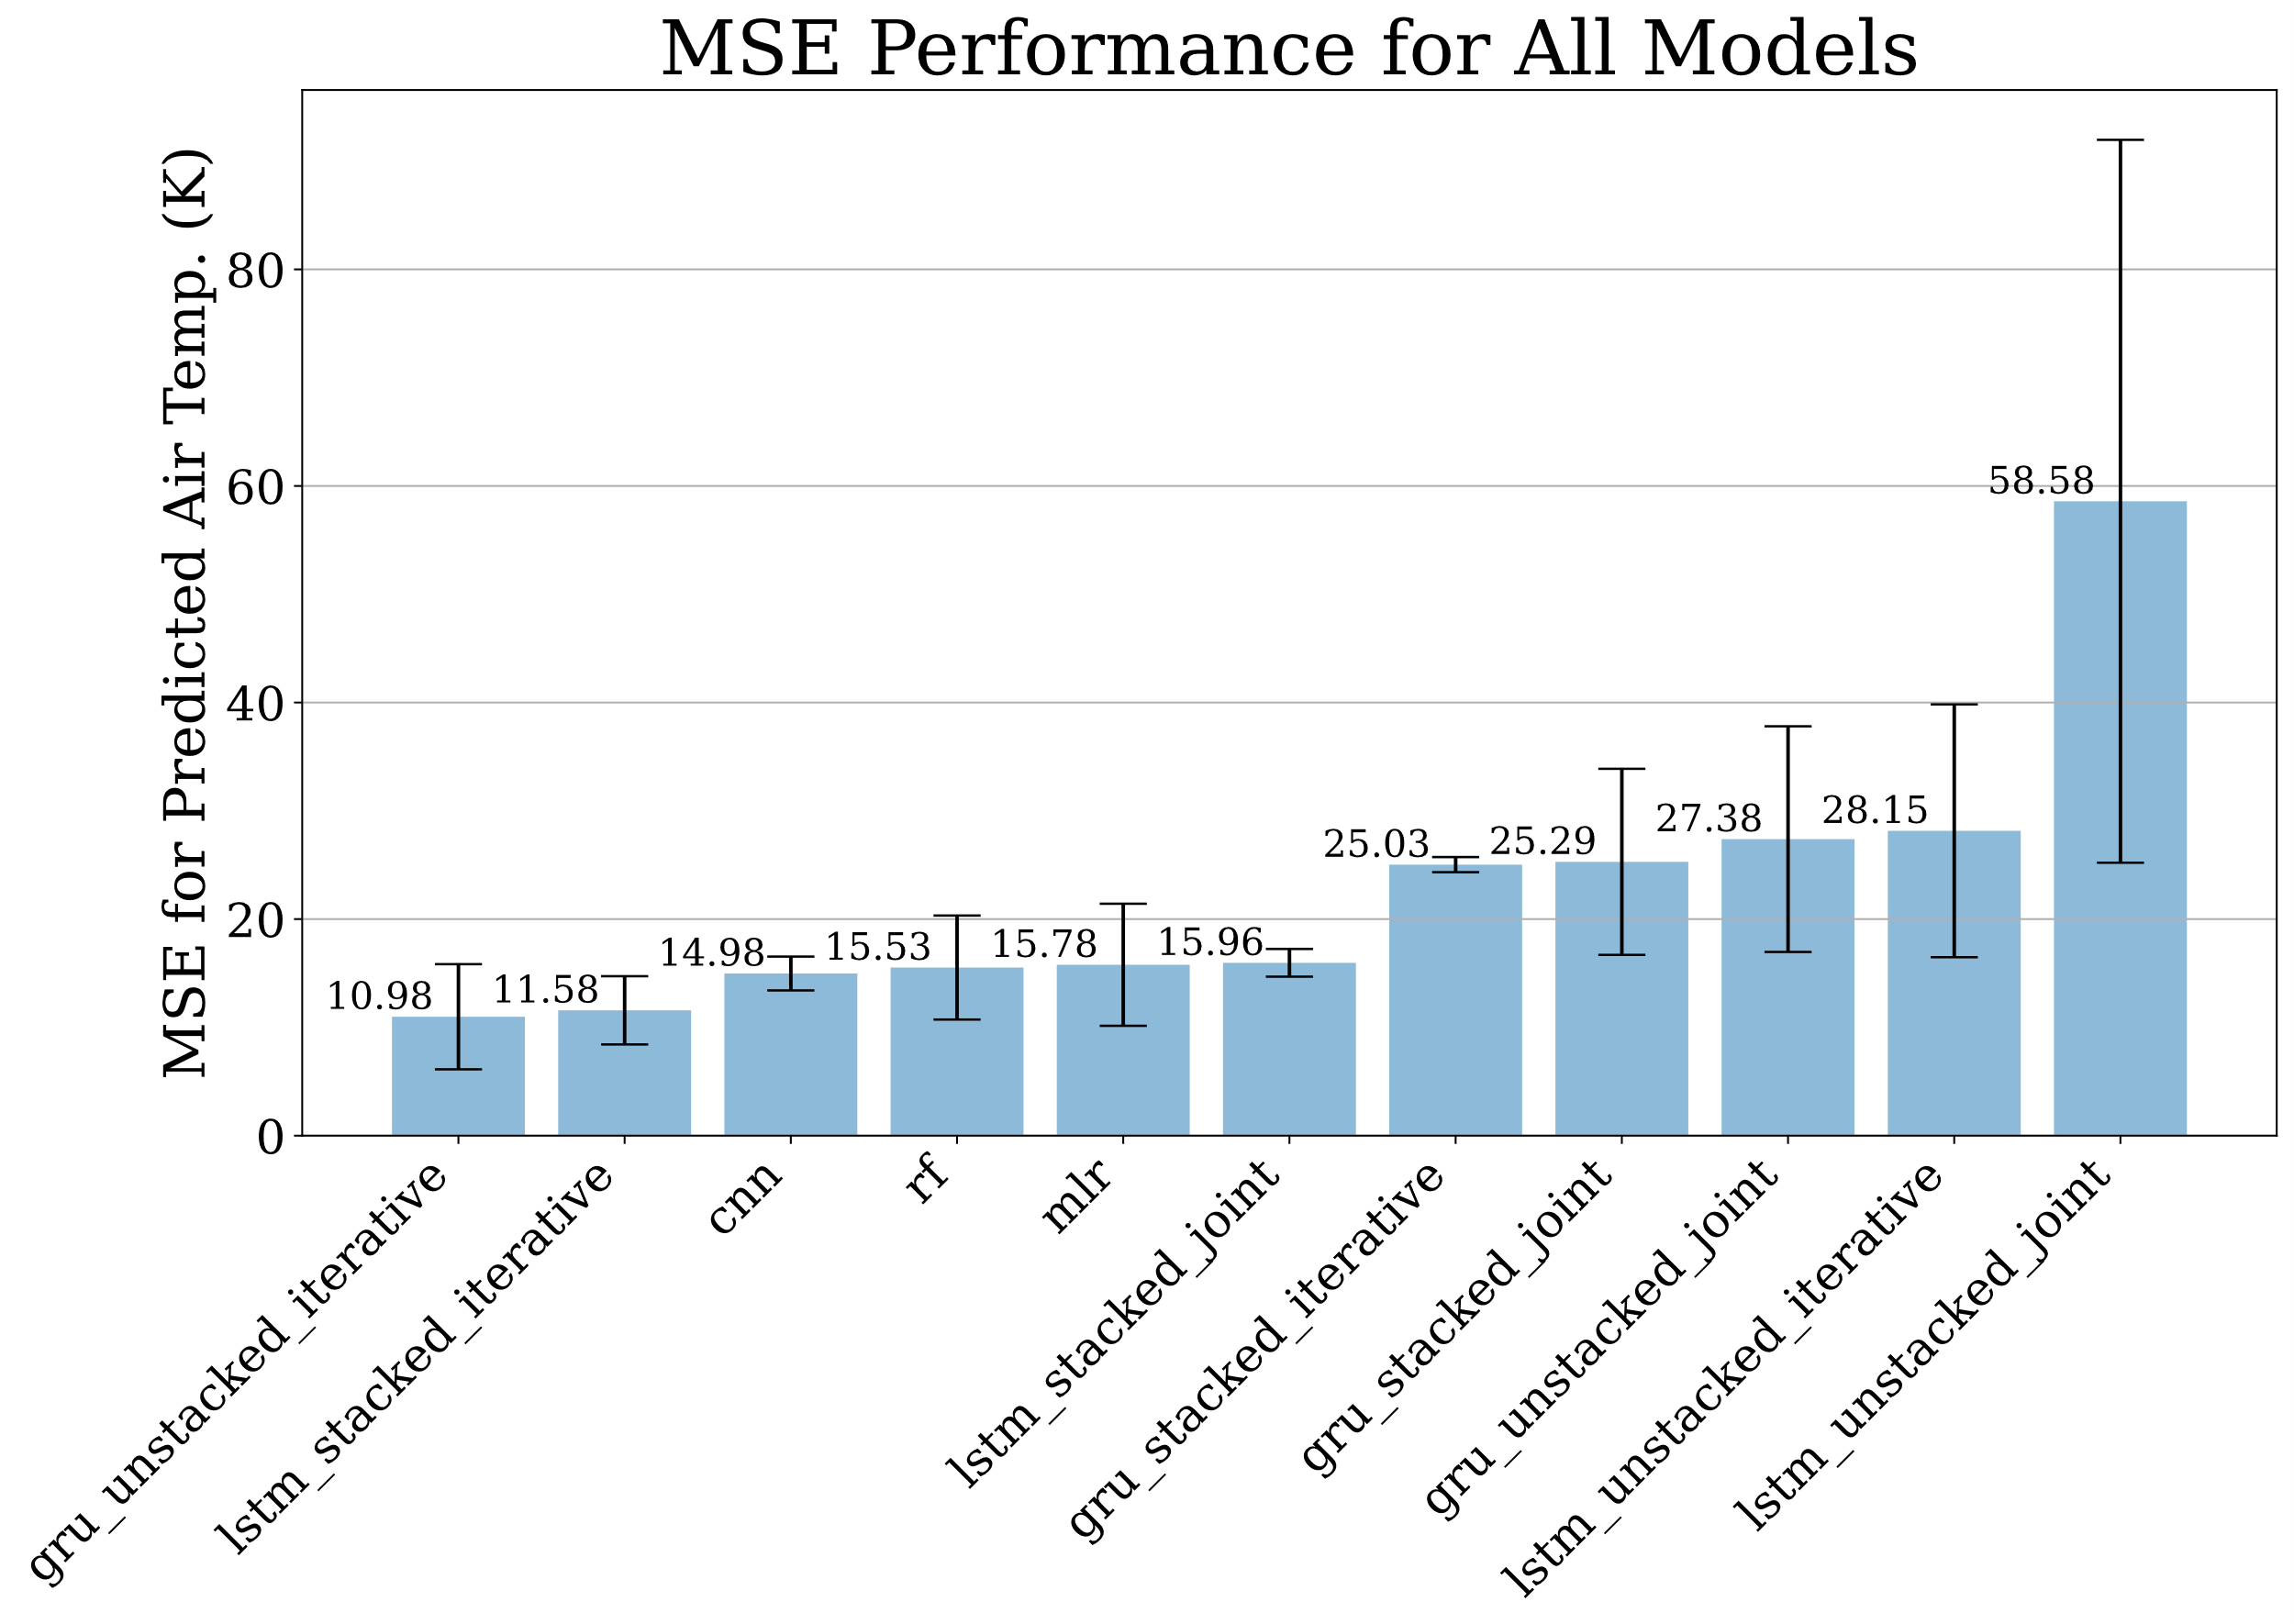 MSE Performance for All Models
MSE for Predicted Air Temp. (K)
80
60
40
20
0
10.98
11.58
14.98
15.53
15.78
15.96
25.03
25.29
27.38
28.15
58.58
gru_unstacked_iterative
lstm_stacked_iterative
cnn
rf
mlr
lstm_stacked_joint
gru_stacked_iterative
gru_stacked_joint
gru_unstacked_joint
lstm_unstacked_iterative
lstm_unstacked_joint